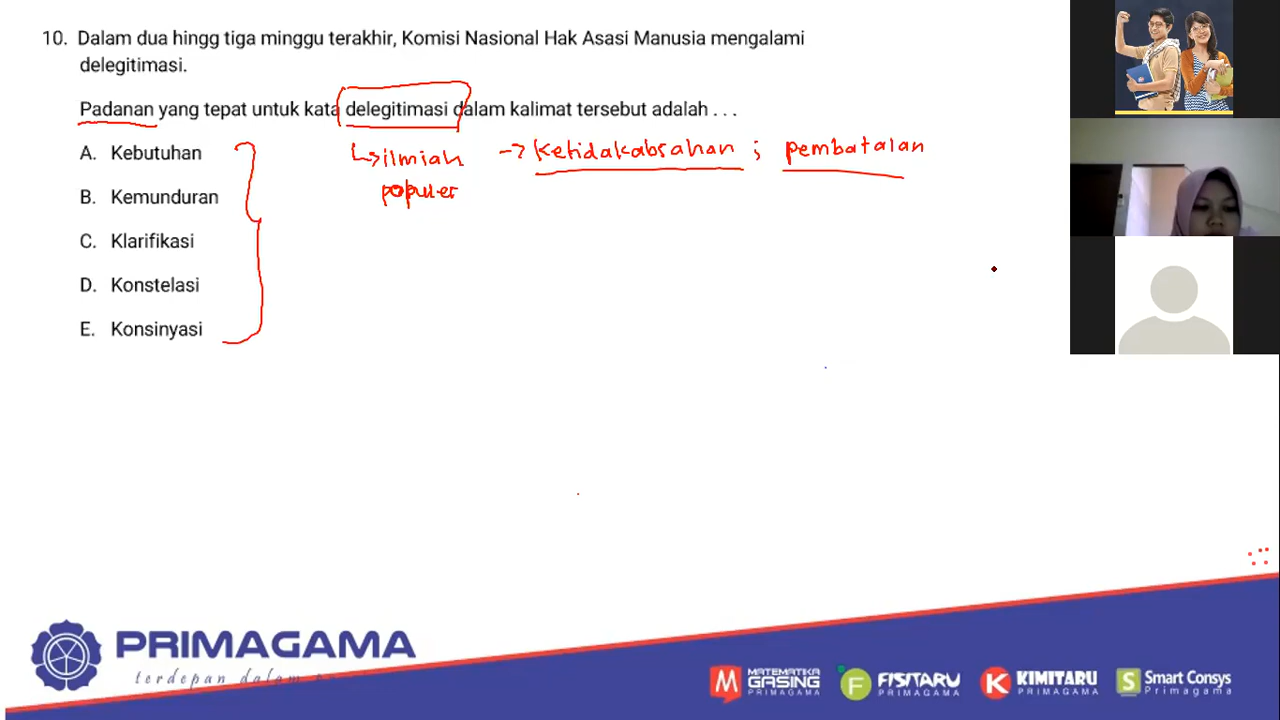 10. Dalam dua hingg tiga minggu terakhir, Komisi Nasional Hak Asasi Manusia mengalami
delegitimasi.
Padanan yang tepat untuk kata delegitimasi dalam kalimat tersebut adalah . . .
A. Kebutuhan
B. Kemunduran
C. Klarifikasi
D. Konstelasi
E. Konsinyasi
↳ ilmiah
populer
→ ketidakabsahan ; pembatalan
PRIMAGAMA
terdepan dalam
MATEMATIKA
GASING
PRIMAGAMA
FISITARU
PRIMAGAMA
KIMITARU
PRIMAGAMA
Smart Consys
Primagama